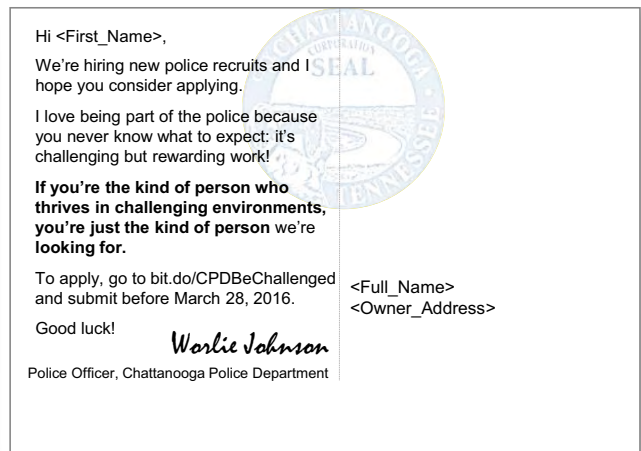 Hi <First_Name>,
We're hiring new police recruits and I
hope you consider applying.
I love being part of the police because
you never know what to expect: it's
challenging but rewarding work!
If you're the kind of person who
thrives in challenging environments,
you're just the kind of person we're
looking for.
To apply, go to bit.do/CPDBeChallenged
and submit before March 28, 2016.
Good luck!
Worlie Johnson
Police Officer, Chattanooga Police Department
<Full_Name>
<Owner_Address>
CHATTANOOGA
CORPORATION
SEAL
TENNESSEE